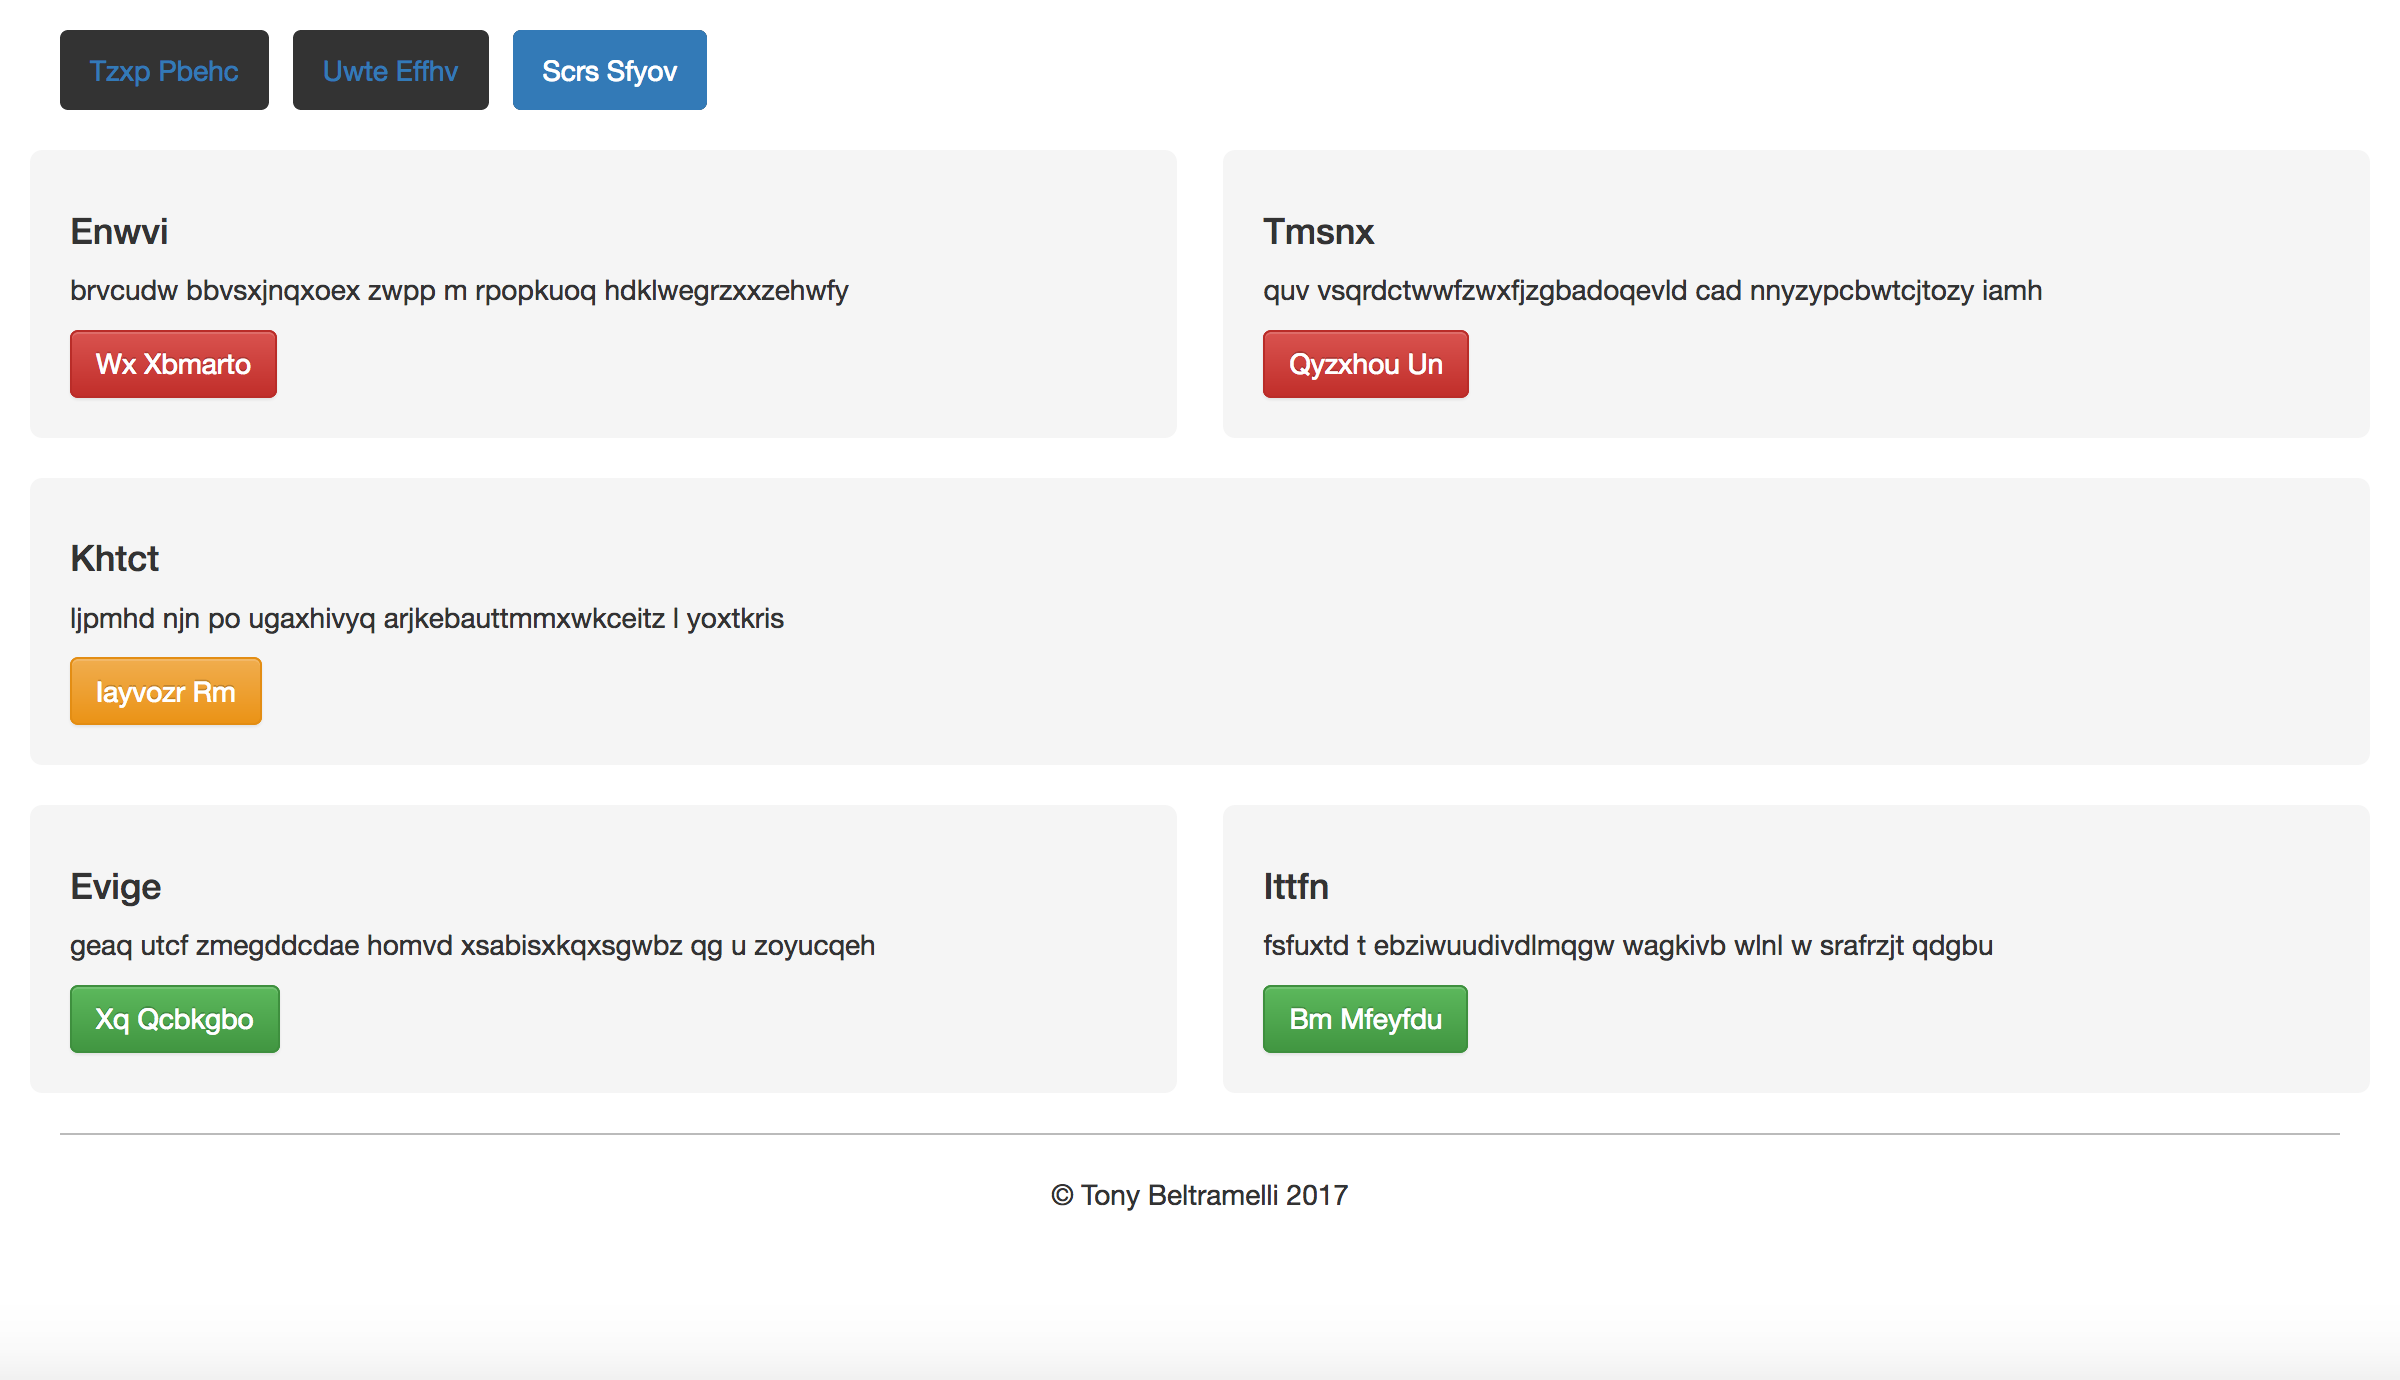 Tzxp Pbehc Uwte Effhv Scrs Sfyov
Enwvi
brvcudw bbvsxjnqxoex zwpp m rpopkuoq hdklwegrzxxzehwfy
Wx Xbmarto
Tmsnx
quv vsqrdctwwfzwxfjzgbadoqevld cad nnyzypcbwtcjtozy iamh
Qyzxhou Un
Khtct
ljpmhd njn po ugaxhivyq arjkebauttmmxwkceitz l yoxtkris
Iayvozr Rm
Evige
geaq utcf zmegddcdae homvd xsabisxkqxsgwbz qg u zoyucqeh
Xq Qcbkgbo
Ittfn
fsfuxtd t ebziwuudivdlmqgw wagkivb wlnl w srafrzjt qdgbu
Bm Mfeyfdu
© Tony Beltramelli 2017